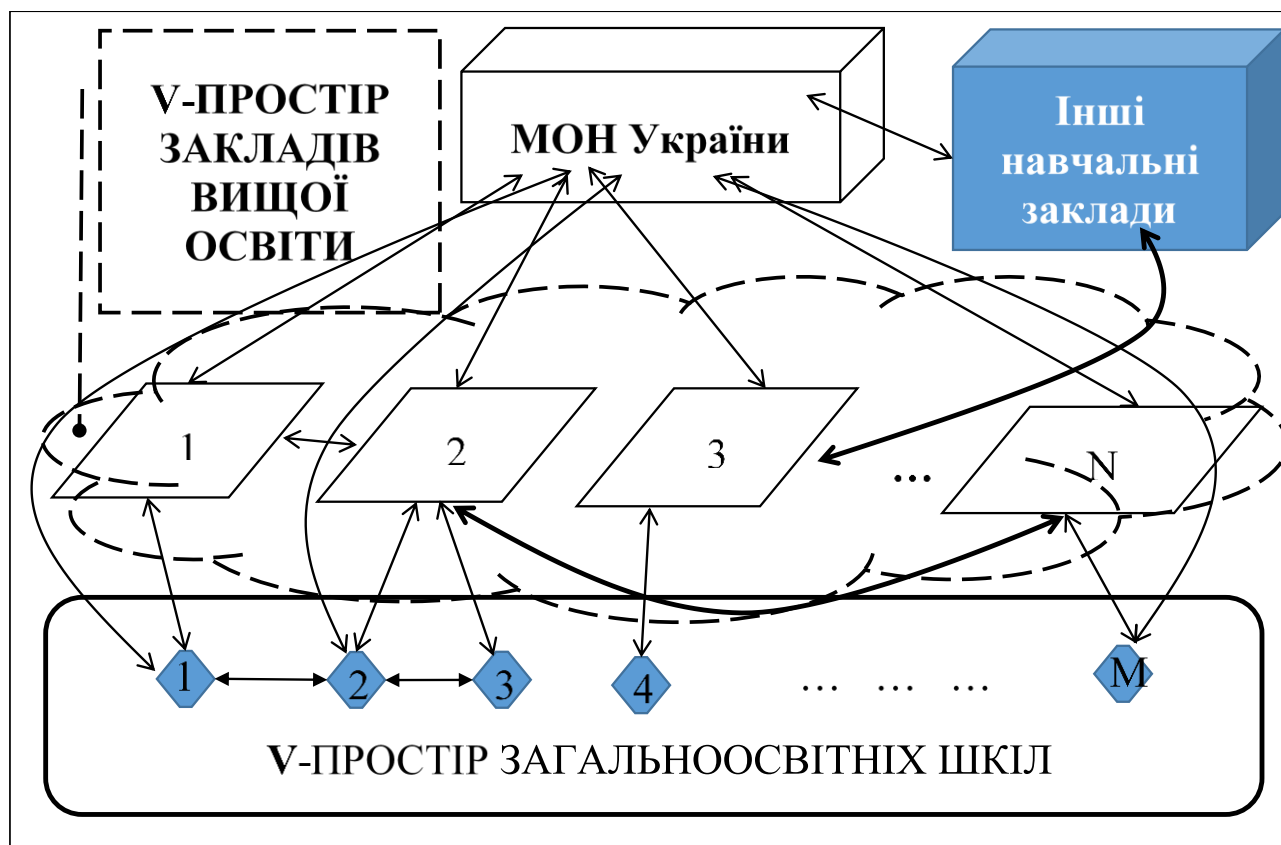 V-ПРОСТІР
ЗАКЛАДІВ
ВИЩОЇ
ОСВІТИ
МОН України
Інші
навчальні
заклади
1
2
3
...
N
1
2
3
4
... ... ...
M
V-ПРОСТІР ЗАГАЛЬНООСВІТНІХ ШКІЛ